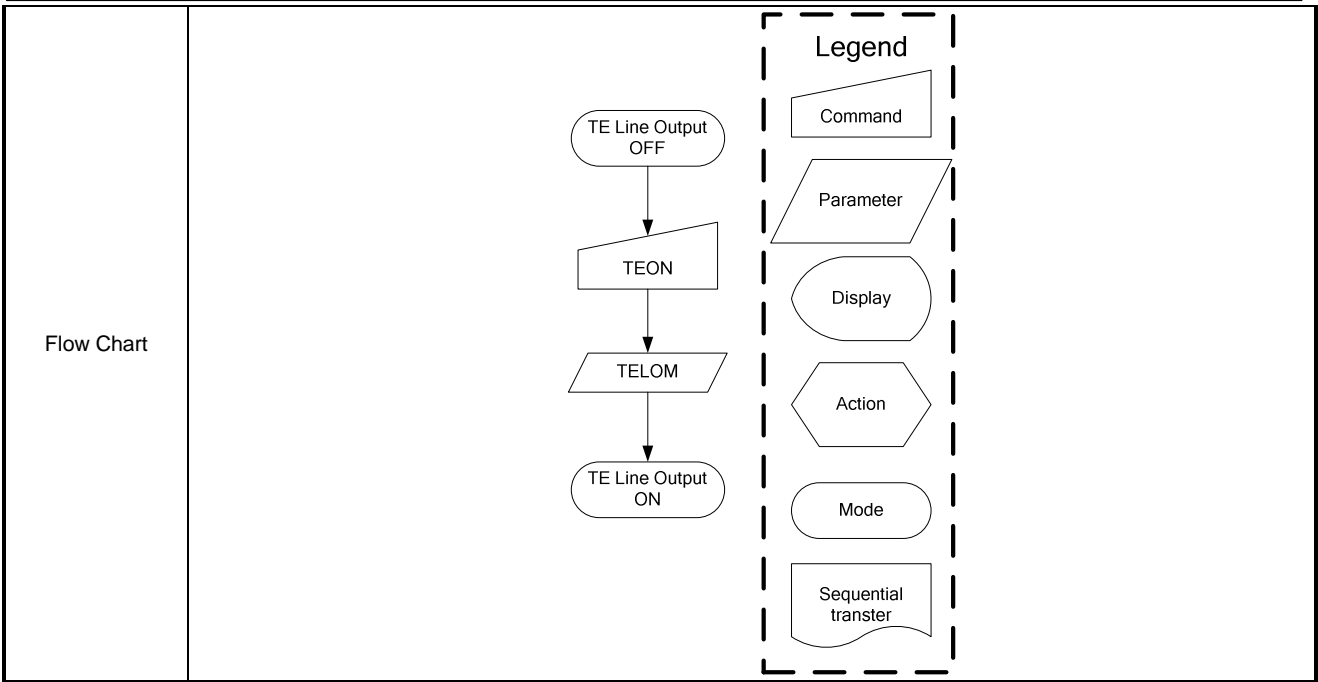 Flow Chart
TE Line Output
OFF
TEON
TELOM
TE Line Output
ON
Legend
Command
Parameter
Display
Action
Mode
Sequential
transter